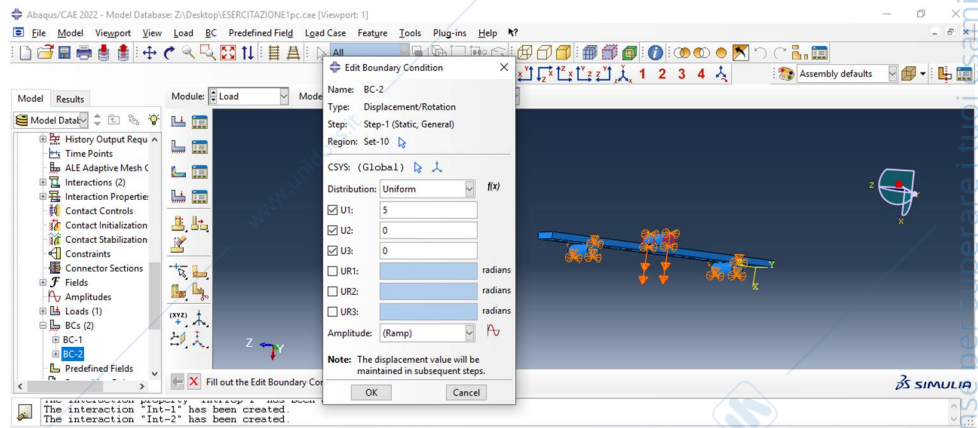 Abaqus/CAE 2022 - Model Database: Z:\Desktop\ESERCITAZIONE1pc.cae [Viewport: 1]
File Model Viewport View Load BC Predefined Field Load Case Feature Tools Plug-ins Help
All
1 2 3 4
Assembly defaults
Model Results
Module: Load
Model Datab
History Output Requ
Time Points
ALE Adaptive Mesh C
Interactions (2)
Interaction Propertie
Contact Controls
Contact Initialization
Contact Stabilization
Constraints
Connector Sections
Fields
Amplitudes
Loads (1)
BCs (2)
BC-1
BC-2
Predefined Fields
(XYZ)
Edit Boundary Condition
Name: BC-2
Type: Displacement/Rotation
Step: Step-1 (Static, General)
Region: Set-10
CSYS: (Global)
Distribution: Uniform f(x)
U1: 5
U2: 0
U3: 0
UR1: radians
UR2: radians
UR3: radians
Amplitude: (Ramp)
Note: The displacement value will be
maintained in subsequent steps.
OK Cancel
Z Y
Z
X
Y
X
Fill out the Edit Boundary Con
SIMULIA
The interaction property
The interaction "Int-1" has been created.
The interaction "Int-2" has been created.